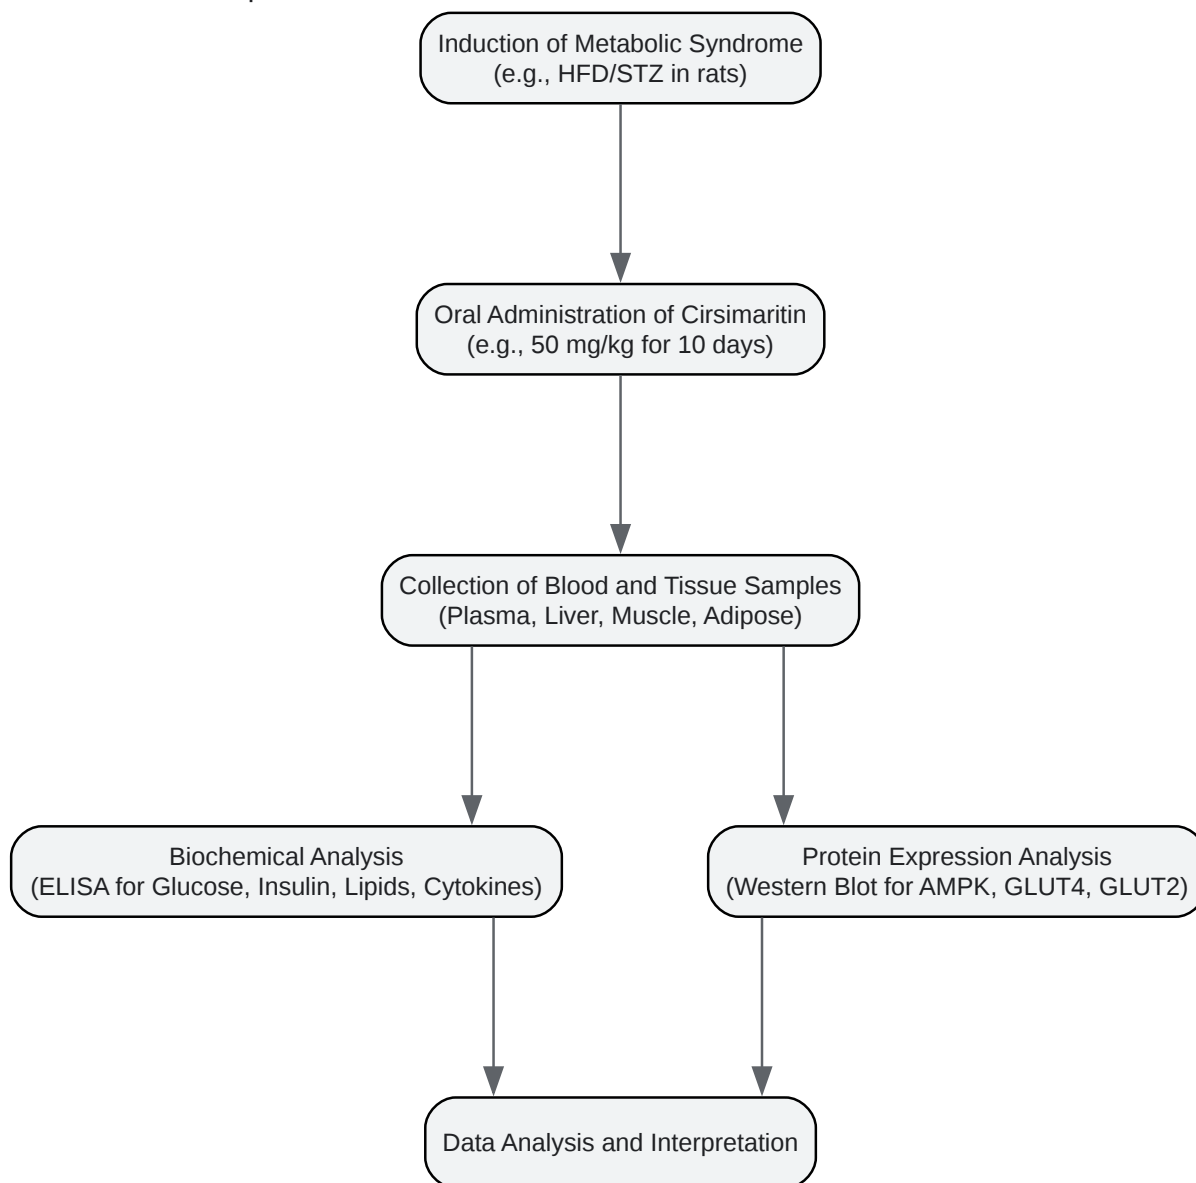 Induction of Metabolic Syndrome
(e.g., HFD/STZ in rats)
Oral Administration of Cirsimaritin
(e.g., 50 mg/kg for 10 days)
Collection of Blood and Tissue Samples
(Plasma, Liver, Muscle, Adipose)
Biochemical Analysis
(ELISA for Glucose, Insulin, Lipids, Cytokines)
Protein Expression Analysis
(Western Blot for AMPK, GLUT4, GLUT2)
Data Analysis and Interpretation